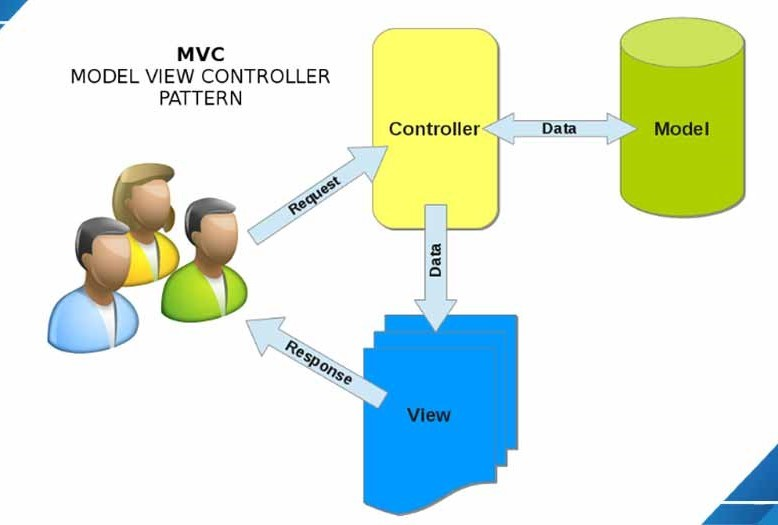 MVC
MODEL VIEW CONTROLLER
PATTERN
Controller
Data
Model
Request
Data
Response
View